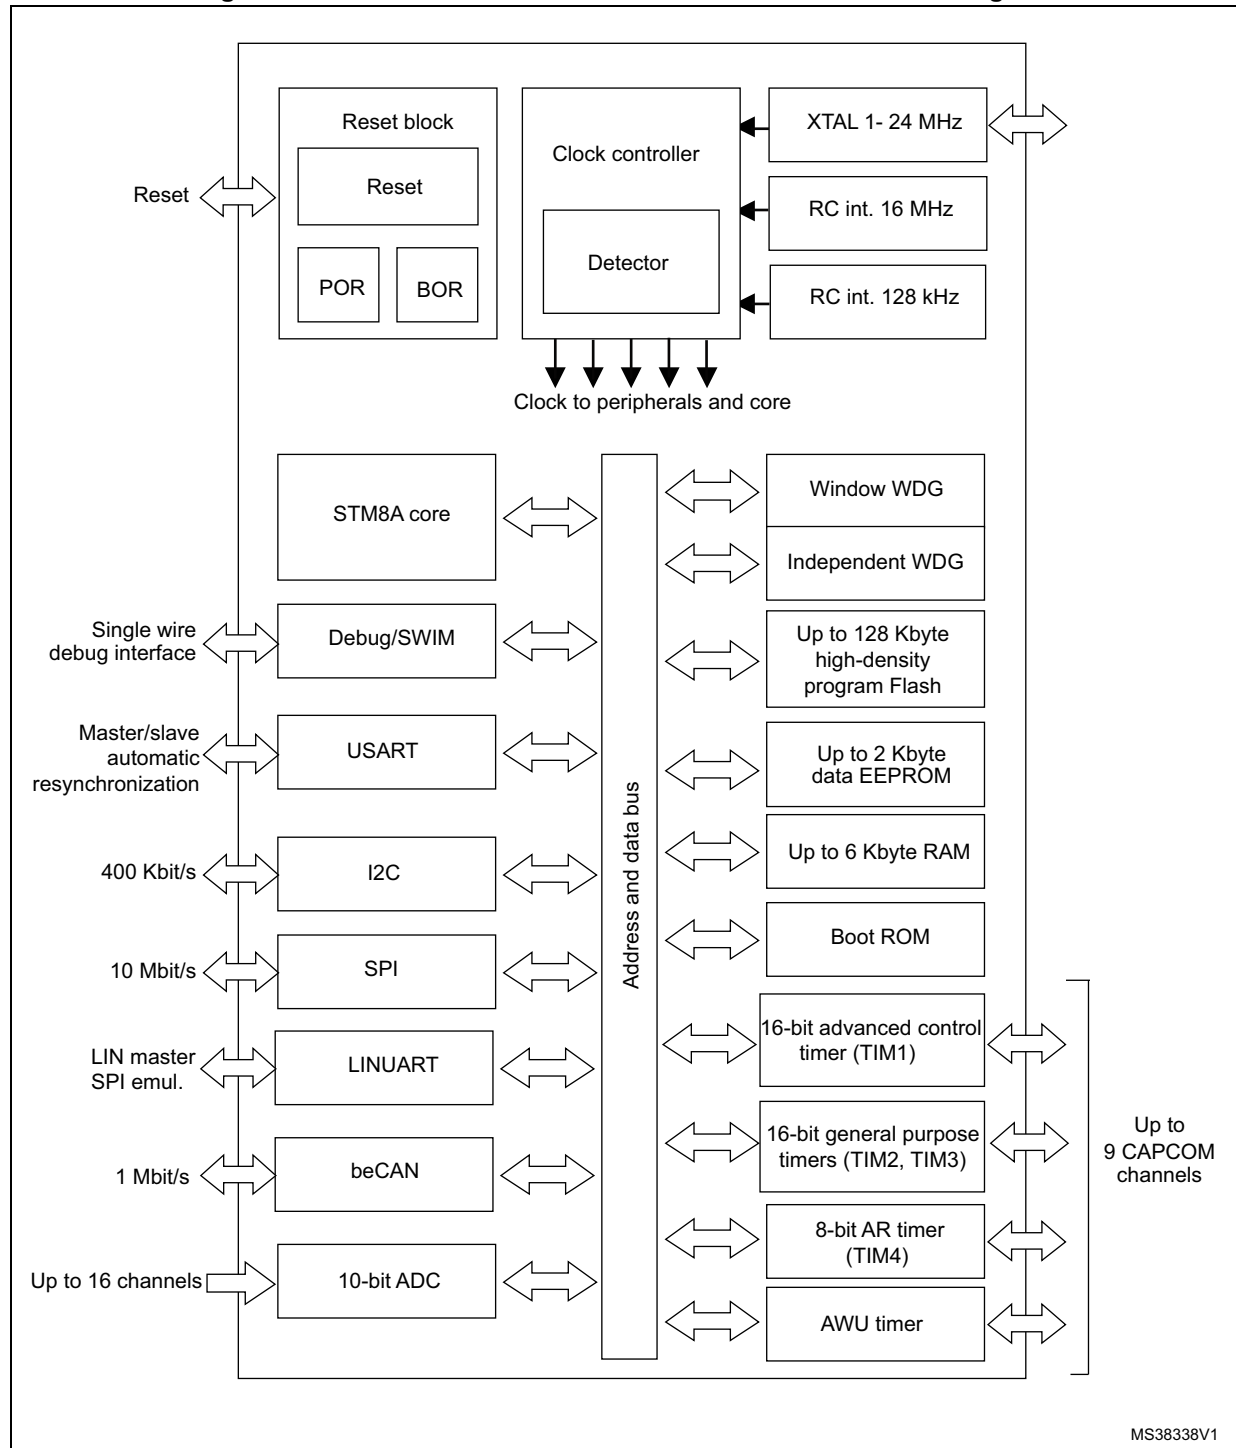 Reset block
Reset
POR
BOR
Reset
Clock controller
Detector
XTAL 1- 24 MHz
RC int. 16 MHz
RC int. 128 kHz
Clock to peripherals and core
STM8A core
Debug/SWIM
Single wire
debug interface
USART
Master/slave
automatic
resynchronization
I2C
400 Kbit/s
SPI
10 Mbit/s
LINUART
LIN master
SPI emul.
beCAN
1 Mbit/s
10-bit ADC
Up to 16 channels
Address and data bus
Window WDG
Independent WDG
Up to 128 Kbyte
high-density
program Flash
Up to 2 Kbyte
data EEPROM
Up to 6 Kbyte RAM
Boot ROM
16-bit advanced control
timer (TIM1)
16-bit general purpose
timers (TIM2, TIM3)
8-bit AR timer
(TIM4)
AWU timer
Up to
9 CAPCOM
channels
MS38338V1